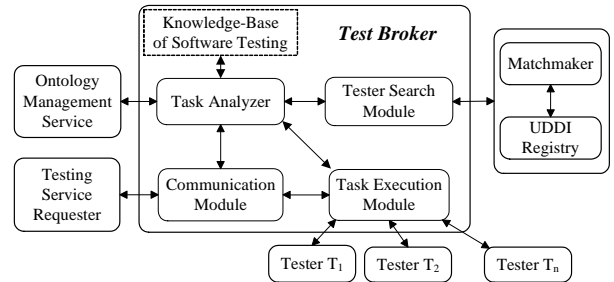 Knowledge-Base
of Software Testing
Test Broker
Ontology
Management
Service
Task Analyzer
Tester Search
Module
Matchmaker
UDDI
Registry
Testing
Service
Requester
Communication
Module
Task Execution
Module
Tester T1
Tester T2
Tester Tn